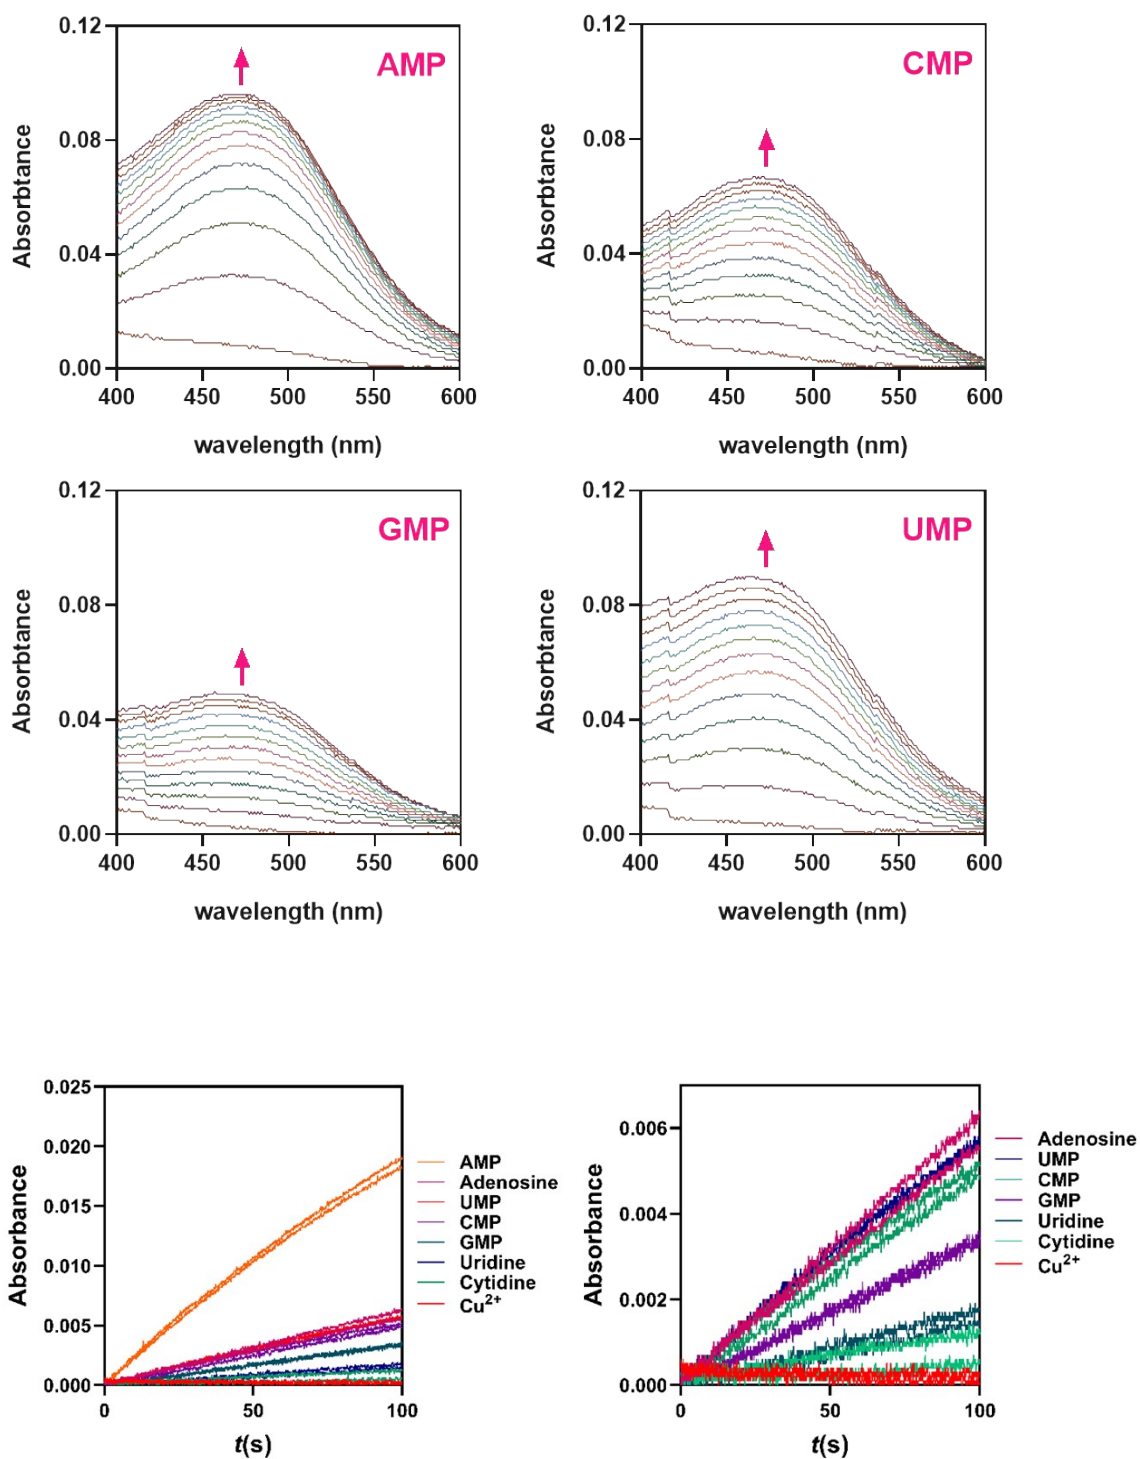 0.12
AMP
0.08
0.04
0.00
Absorbtance
400 450 500 550 600
wavelength (nm)
0.12
CMP
0.08
0.04
0.00
Absorbtance
400 450 500 550 600
wavelength (nm)
0.12
GMP
0.08
0.04
0.00
Absorbtance
400 450 500 550 600
wavelength (nm)
0.12
UMP
0.08
0.04
0.00
Absorbtance
400 450 500 550 600
wavelength (nm)
0.025
0.020
0.015
0.010
0.005
0.000
Absorbance
0 50 100
t(s)
AMP
Adenosine
UMP
CMP
GMP
Uridine
Cytidine
Cu2+
0.006
0.004
0.002
0.000
Absorbance
0 50 100
t(s)
Adenosine
UMP
CMP
GMP
Uridine
Cytidine
Cu2+